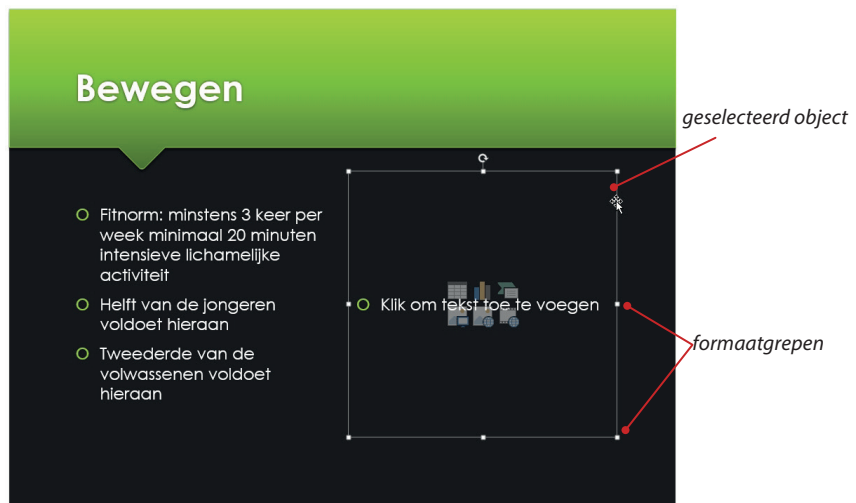 Bewegen
geselecteerd object
Fitnorm: minstens 3 keer per
week minimaal 20 minuten
intensieve lichamelijke
activiteit
Helft van de jongeren
voldoet hieraan
Tweederde van de
volwassenen voldoet
hieraan
Klik om tekst toe te voegen
formaatgrepen